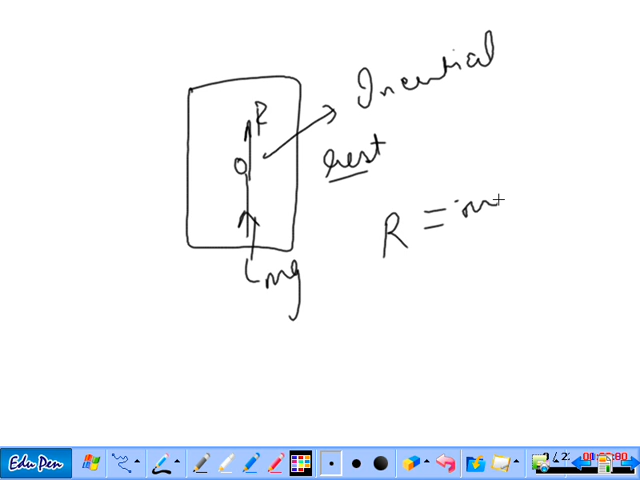 R
Inertial
rest
R = m
mg
Edu Pen